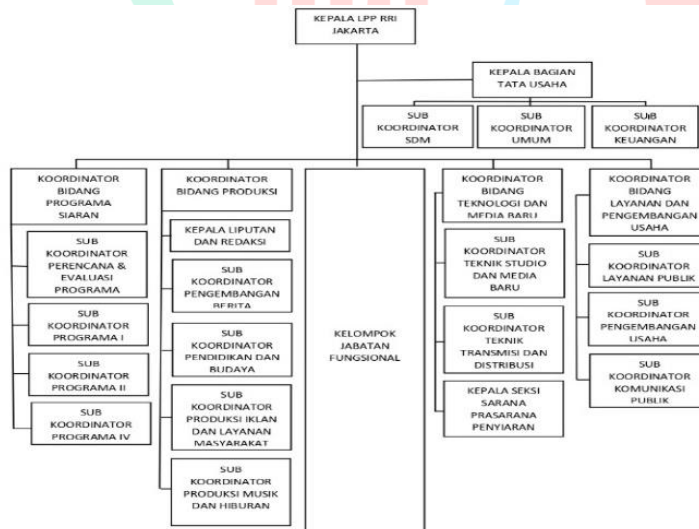 KEPALA LPP RRI
JAKARTA
KEPALA BAGIAN
TATA USAHA
SUB
KOORDINATOR
SDM
SUB
KOORDINATOR
UMUM
SUB
KOORDINATOR
KEUANGAN
KOORDINATOR
BIDANG
PROGRAMA
SIARAN
SUB
KOORDINATOR
PERENCANA &
EVALUASI
PROGRAMA
SUB
KOORDINATOR
PROGRAMA I
SUB
KOORDINATOR
PROGRAMA II
SUB
KOORDINATOR
PROGRAMA IV
KOORDINATOR
BIDANG PRODUKSI
KEPALA LIPUTAN
DAN REDAKSI
SUB
KOORDINATOR
PENGEMBANGAN
BERITA
SUB
KOORDINATOR
PENDIDIKAN DAN
BUDAYA
SUB
KOORDINATOR
PRODUKSI IKLAN
DAN LAYANAN
MASYARAKAT
SUB
KOORDINATOR
PRODUKSI MUSIK
DAN HIBURAN
KELOMPOK
JABATAN
FUNGSIONAL
KOORDINATOR
BIDANG
TEKNOLOGI DAN
MEDIA BARU
SUB
KOORDINATOR
TEKNIK STUDIO
DAN MEDIA
BARU
SUB
KOORDINATOR
TEKNIK
TRANSMISI DAN
DISTRIBUSI
KEPALA SEKSI
SARANA
PRASARANA
PENYIARAN
KOORDINATOR
BIDANG
LAYANAN DAN
PENGEMBANGAN
USAHA
SUB
KOORDINATOR
LAYANAN PUBLIK
SUB
KOORDINATOR
PENGEMBANGAN
USAHA
SUB
KOORDINATOR
KOMUNIKASI
PUBLIK